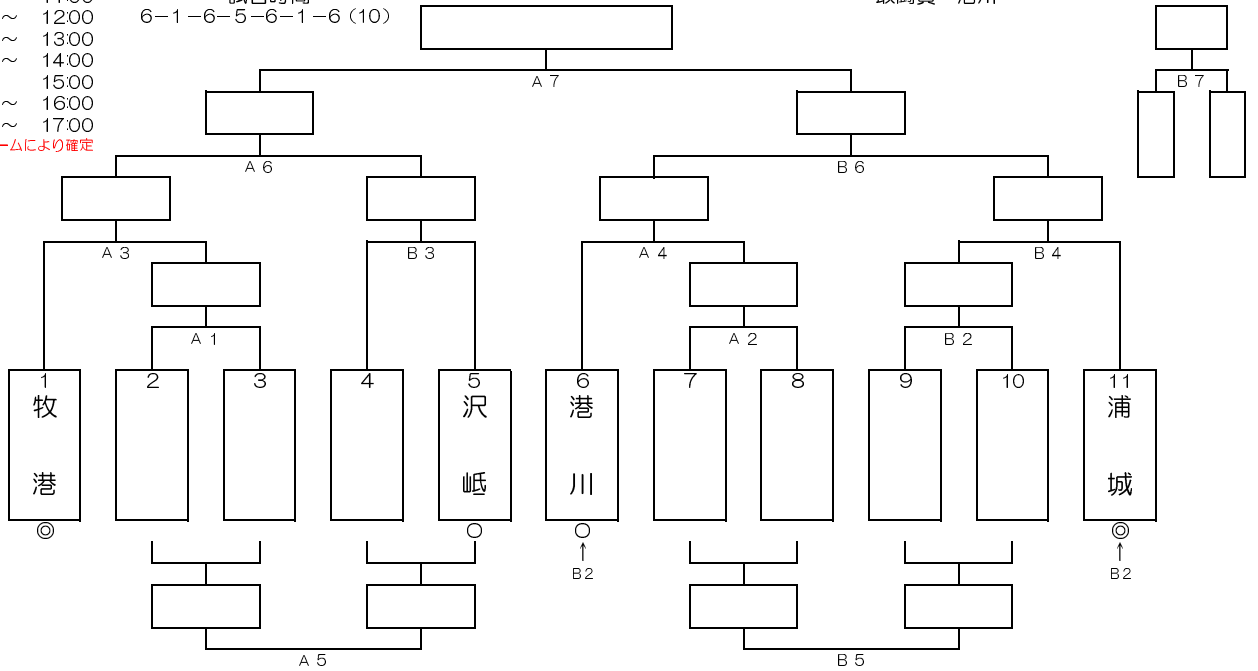 ～　12:00　６－１－６－５－６－１－６（１０）
～　13:00
～　14:00
15:00
～　16:00
～　17:00
ームにより確定
Ａ７
Ｂ７
Ａ６
Ｂ６
Ａ３
Ｂ３
Ａ４
Ｂ４
Ａ１
Ａ２
Ｂ２
１　２　３　４　５　６　７　８　９　10　11
牧港
沢岻
港川
浦城
◎　○　○　◎
↑　↑
B2　B2
Ａ５
Ｂ５